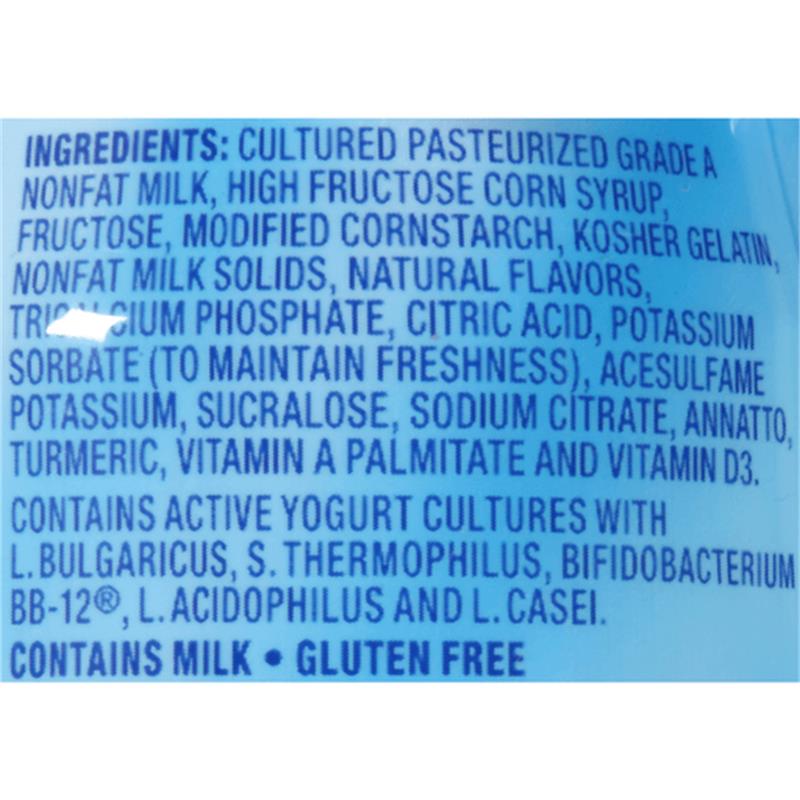 INGREDIENTS: CULTURED PASTEURIZED GRADE A
NONFAT MILK, HIGH FRUCTOSE CORN SYRUP,
FRUCTOSE, MODIFIED CORNSTARCH, KOSHER GELATIN,
NONFAT MILK SOLIDS, NATURAL FLAVORS,
TRICALCIUM PHOSPHATE, CITRIC ACID, POTASSIUM
SORBATE (TO MAINTAIN FRESHNESS), ACESULFAME
POTASSIUM, SUCRALOSE, SODIUM CITRATE, ANNATTO,
TURMERIC, VITAMIN A PALMITATE AND VITAMIN D3.
CONTAINS ACTIVE YOGURT CULTURES WITH
L. BULGARICUS, S. THERMOPHILUS, BIFIDOBACTERIUM
BB-12®, L. ACIDOPHILUS AND L. CASEI.
CONTAINS MILK • GLUTEN FREE